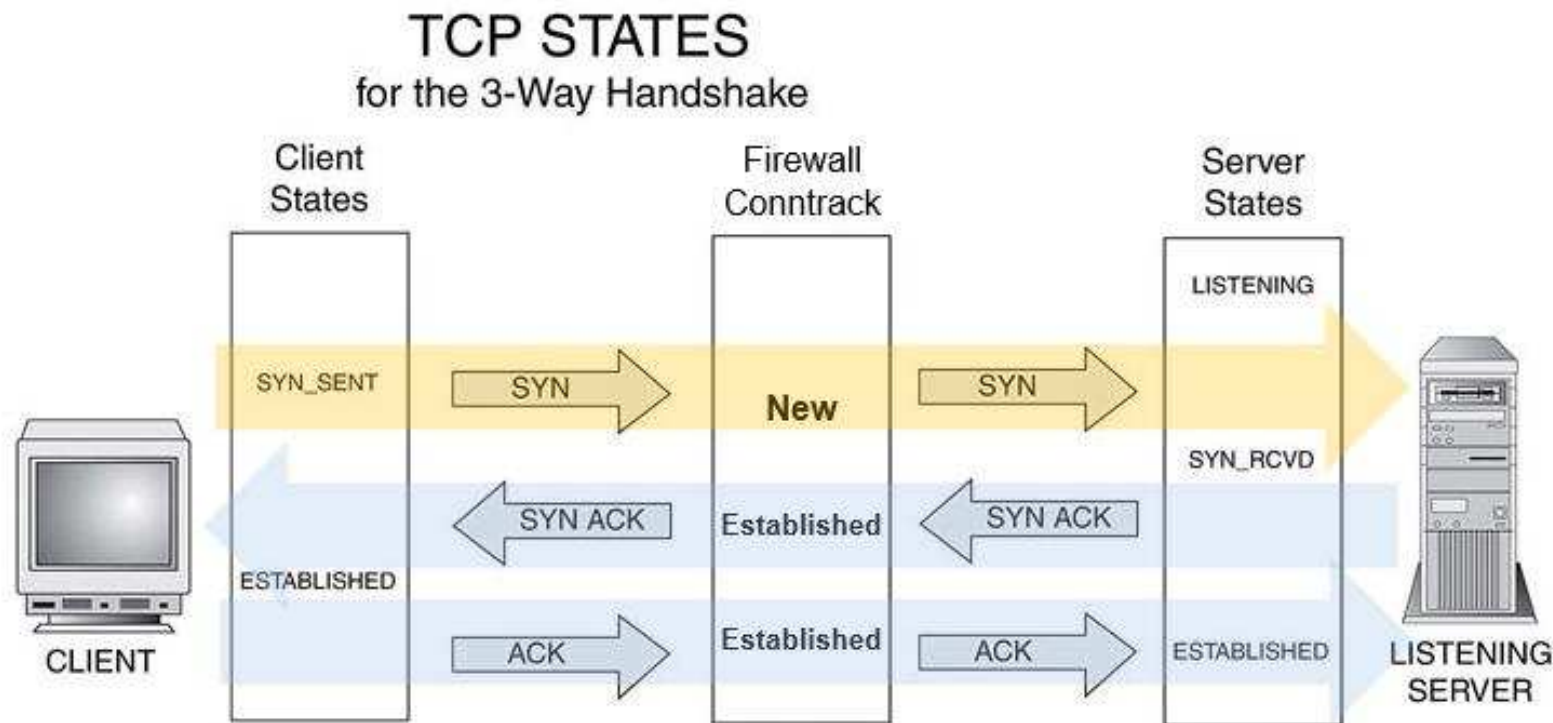 TCP STATES
for the 3-Way Handshake
Client
States
Firewall
Conntrack
Server
States
LISTENING
SYN_SENT
SYN
New
SYN
SYN_RCVD
SYN ACK
Established
SYN ACK
ESTABLISHED
ACK
Established
ACK
ESTABLISHED
CLIENT
LISTENING
SERVER